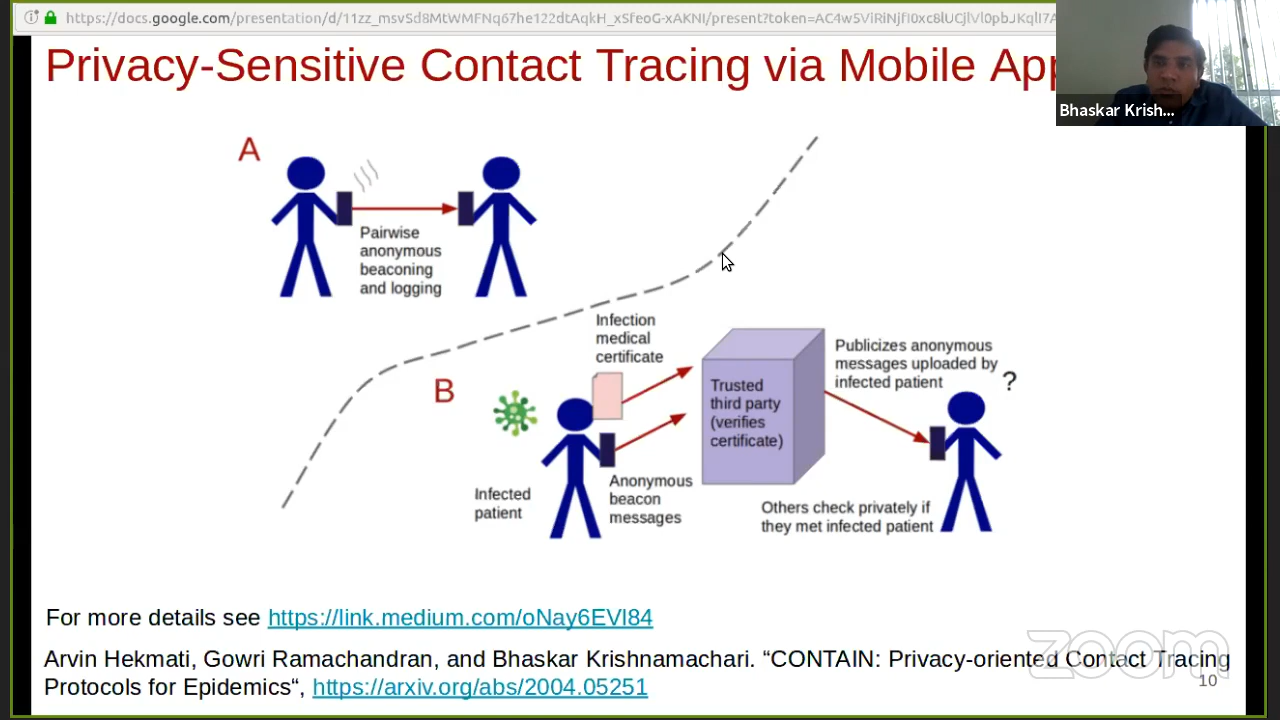 https://docs.google.com/presentation/d/11zz_msvSd8MtWMFNq67he122dtAqkH_xSfeoG-xAKNI/present?token=AC4w5ViRiNjfI0xc8lUCjlVl0pbJKqlI7A
Privacy-Sensitive Contact Tracing via Mobile App
Bhaskar Krish...
A
Pairwise
anonymous
beaconing
and logging
B
Infection
medical
certificate
Infected
patient
Anonymous
beacon
messages
Trusted
third party
(verifies
certificate)
Publicizes anonymous
messages uploaded by
infected patient
?
Others check privately if
they met infected patient
For more details see https://link.medium.com/oNay6EVI84
Arvin Hekmati, Gowri Ramachandran, and Bhaskar Krishnamachari. “CONTAIN: Privacy-oriented Contact Tracing
Protocols for Epidemics“, https://arxiv.org/abs/2004.05251
zoom
10